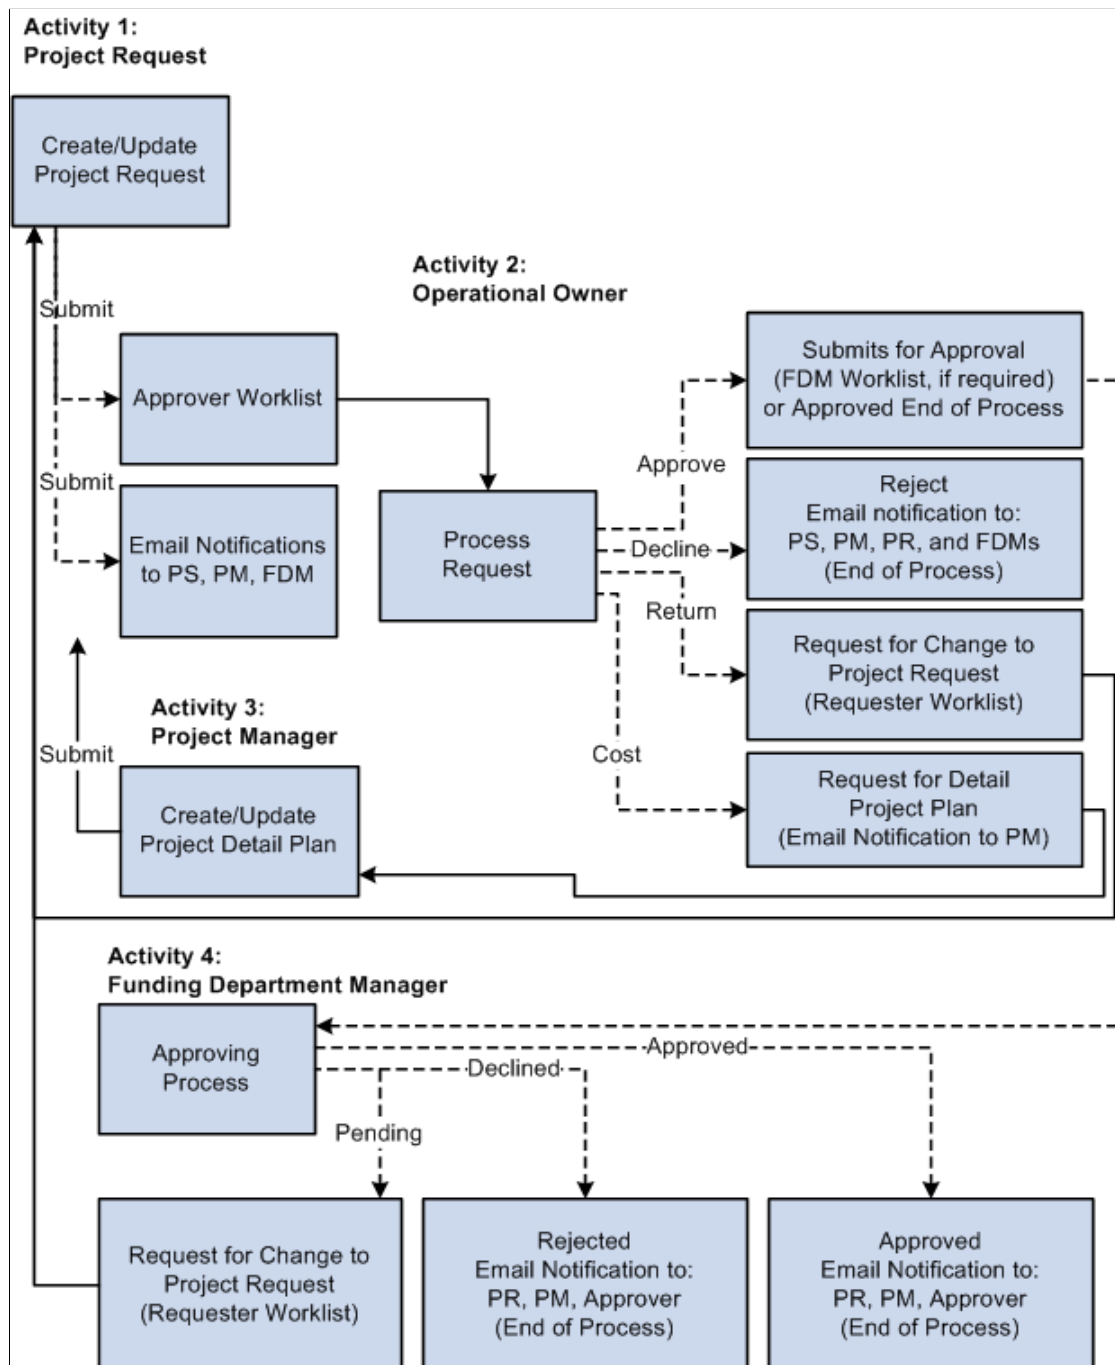 Activity 1:
Project Request
Create/Update
Project Request
Submit
Activity 2:
Operational Owner
Approver Worklist
Submit
Email Notifications
to PS, PM, FDM
Process
Request
Approve
Decline
Return
Cost
Submits for Approval
(FDM Worklist, if required)
or Approved End of Process
Reject
Email notification to:
PS, PM, PR, and FDMs
(End of Process)
Request for Change to
Project Request
(Requester Worklist)
Request for Detail
Project Plan
(Email Notification to PM)
Activity 3:
Project Manager
Submit
Create/Update
Project Detail Plan
Activity 4:
Funding Department Manager
Approving
Process
Approved
Declined
Pending
Request for Change to
Project Request
(Requester Worklist)
Rejected
Email Notification to:
PR, PM, Approver
(End of Process)
Approved
Email Notification to:
PR, PM, Approver
(End of Process)